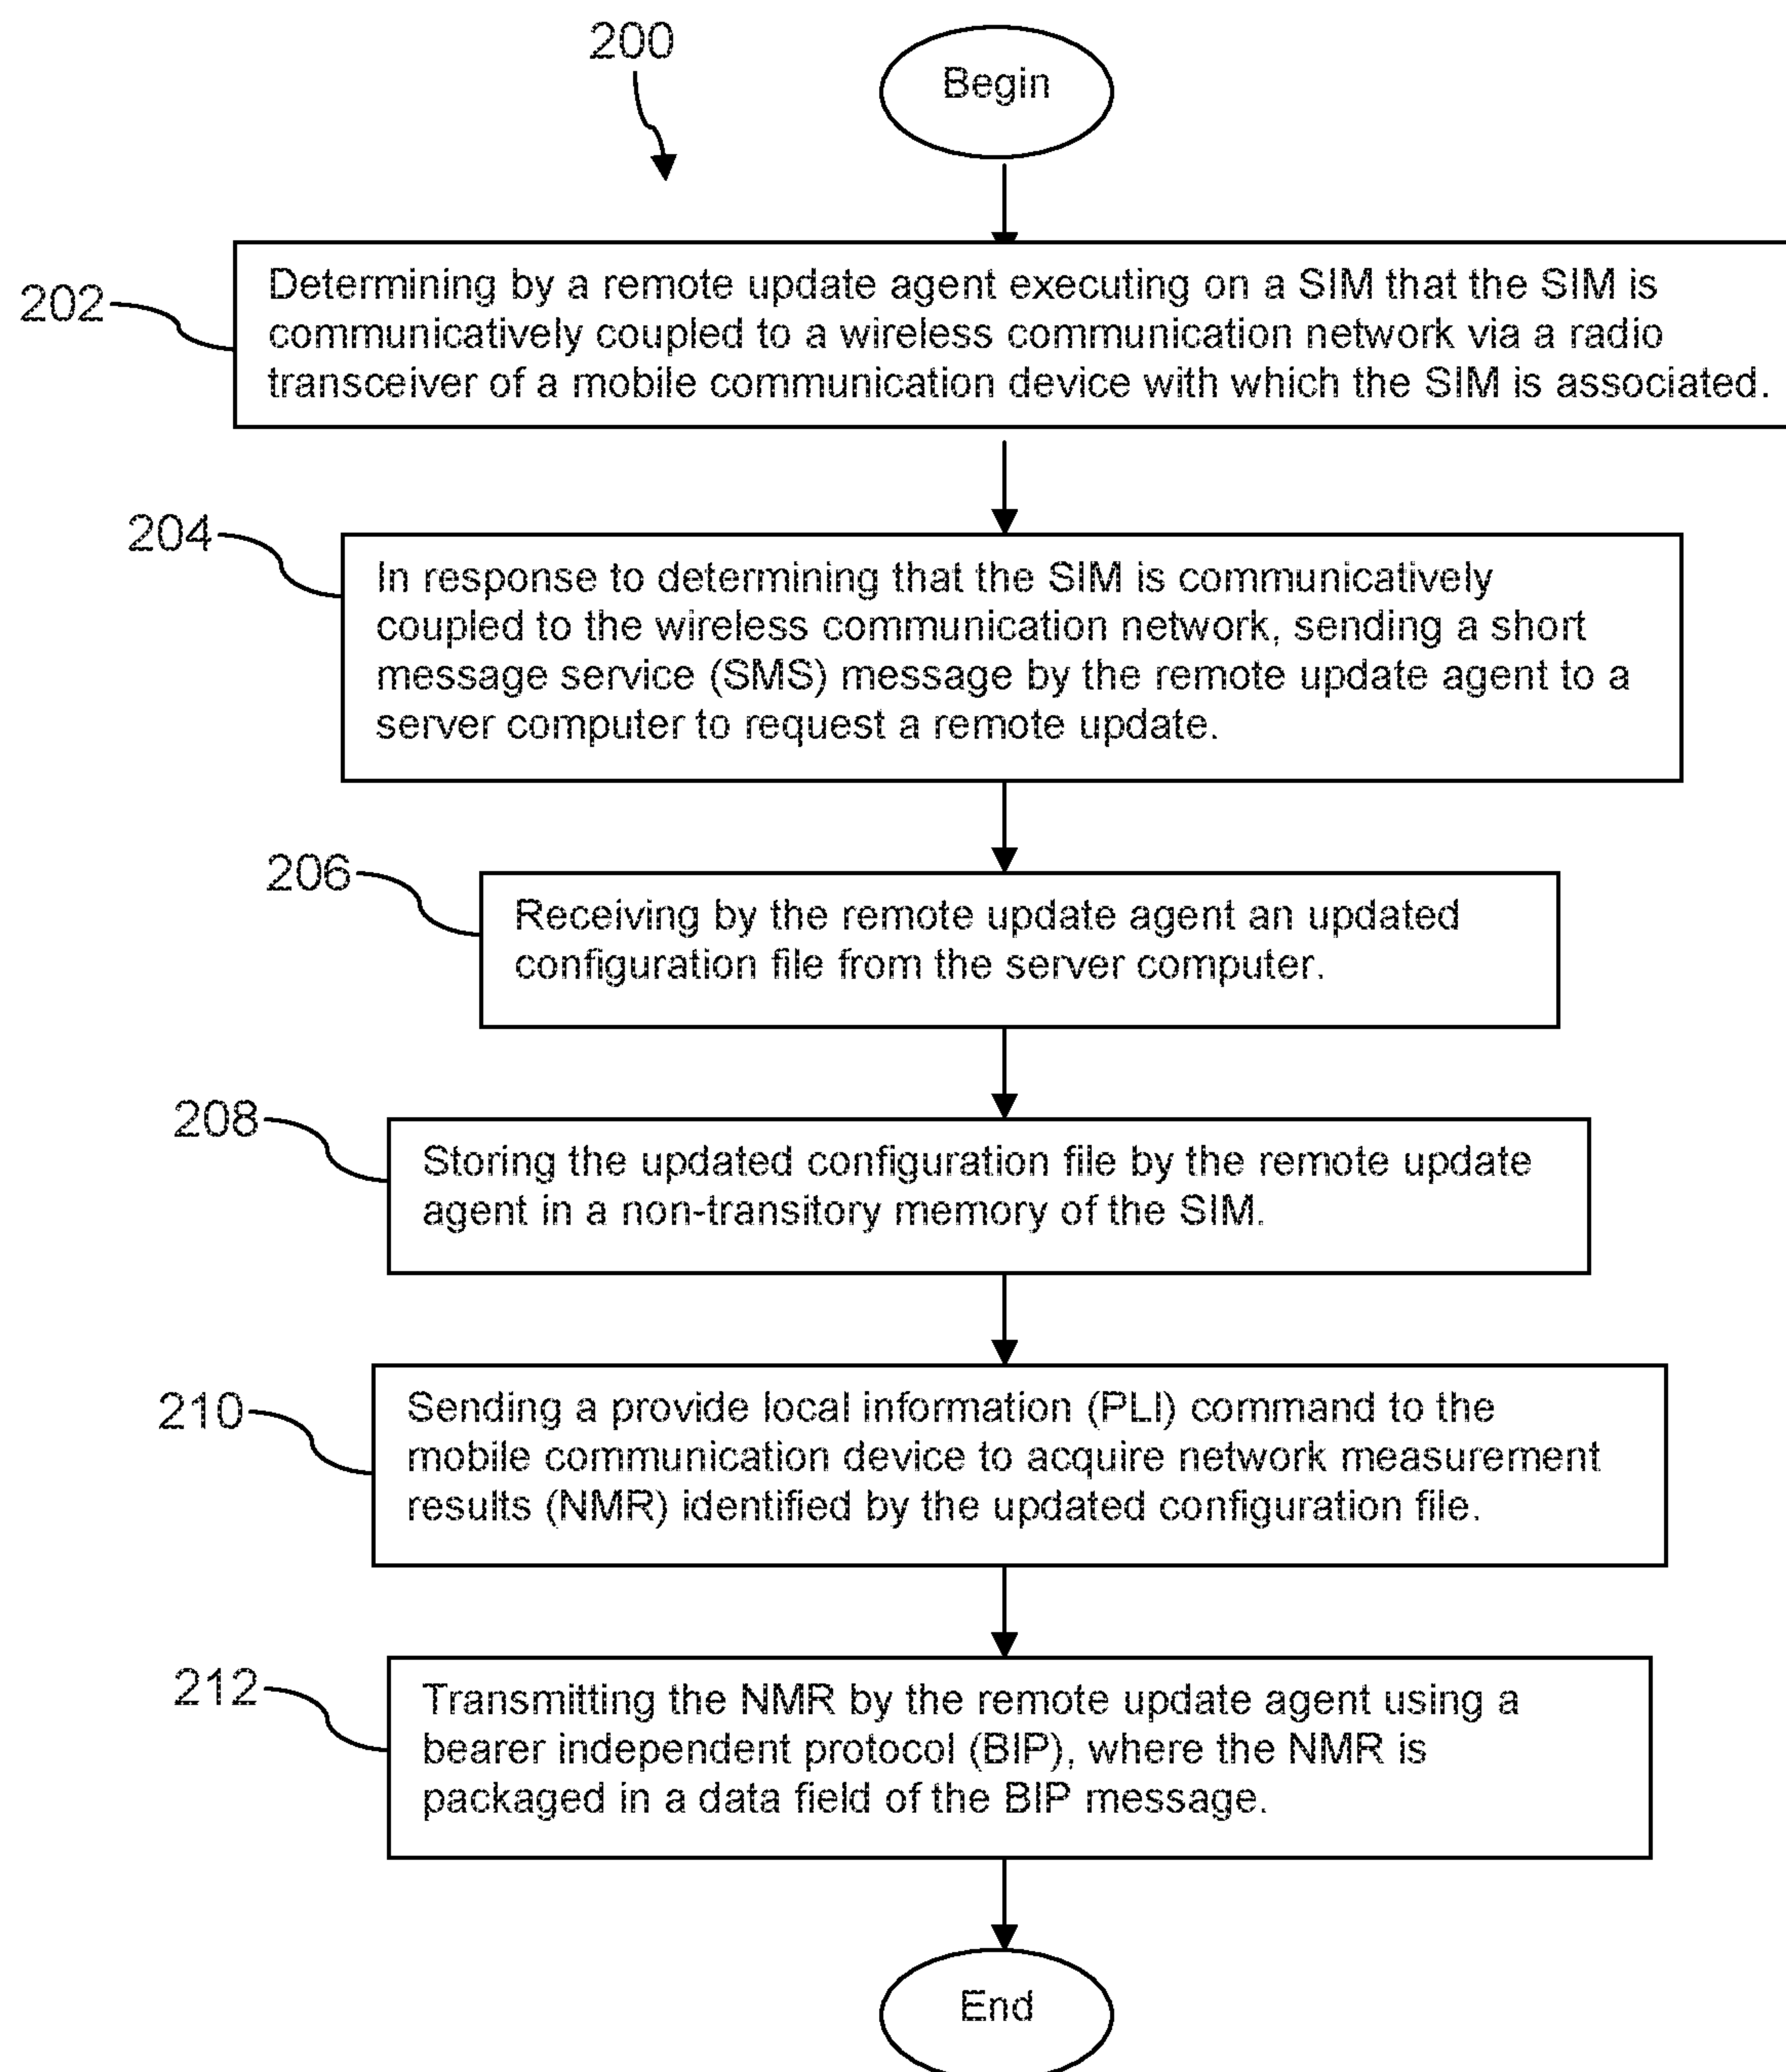 200
Begin
202
Determining by a remote update agent executing on a SIM that the SIM is
communicatively coupled to a wireless communication network via a radio
transceiver of a mobile communication device with which the SIM is associated.
204
In response to determining that the SIM is communicatively
coupled to the wireless communication network, sending a short
message service (SMS) message by the remote update agent to a
server computer to request a remote update.
206
Receiving by the remote update agent an updated
configuration file from the server computer.
208
Storing the updated configuration file by the remote update
agent in a non-transitory memory of the SIM.
210
Sending a provide local information (PLI) command to the
mobile communication device to acquire network measurement
results (NMR) identified by the updated configuration file.
212
Transmitting the NMR by the remote update agent using a
bearer independent protocol (BIP), where the NMR is
packaged in a data field of the BIP message.
End